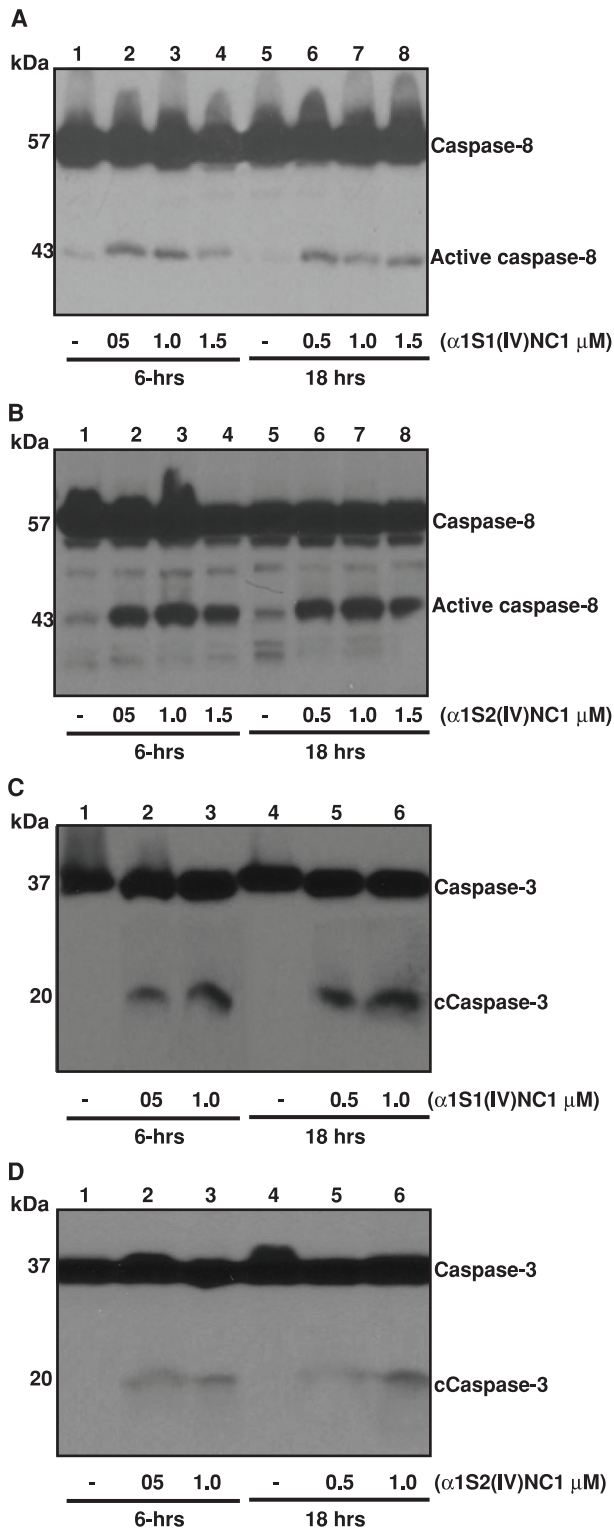 A
1 2 3 4 5 6 7 8
kDa
57 Caspase-8
43 Active caspase-8
- 05 1.0 1.5 - 0.5 1.0 1.5 (α1S1(IV)NC1 μM)
6-hrs 18 hrs
B
1 2 3 4 5 6 7 8
kDa
57 Caspase-8
43 Active caspase-8
- 05 1.0 1.5 - 0.5 1.0 1.5 (α1S2(IV)NC1 μM)
6-hrs 18 hrs
C
1 2 3 4 5 6
kDa
37 Caspase-3
20 cCaspase-3
- 05 1.0 - 0.5 1.0 (α1S1(IV)NC1 μM)
6-hrs 18 hrs
D
1 2 3 4 5 6
kDa
37 Caspase-3
20 cCaspase-3
- 05 1.0 - 0.5 1.0 (α1S2(IV)NC1 μM)
6-hrs 18 hrs